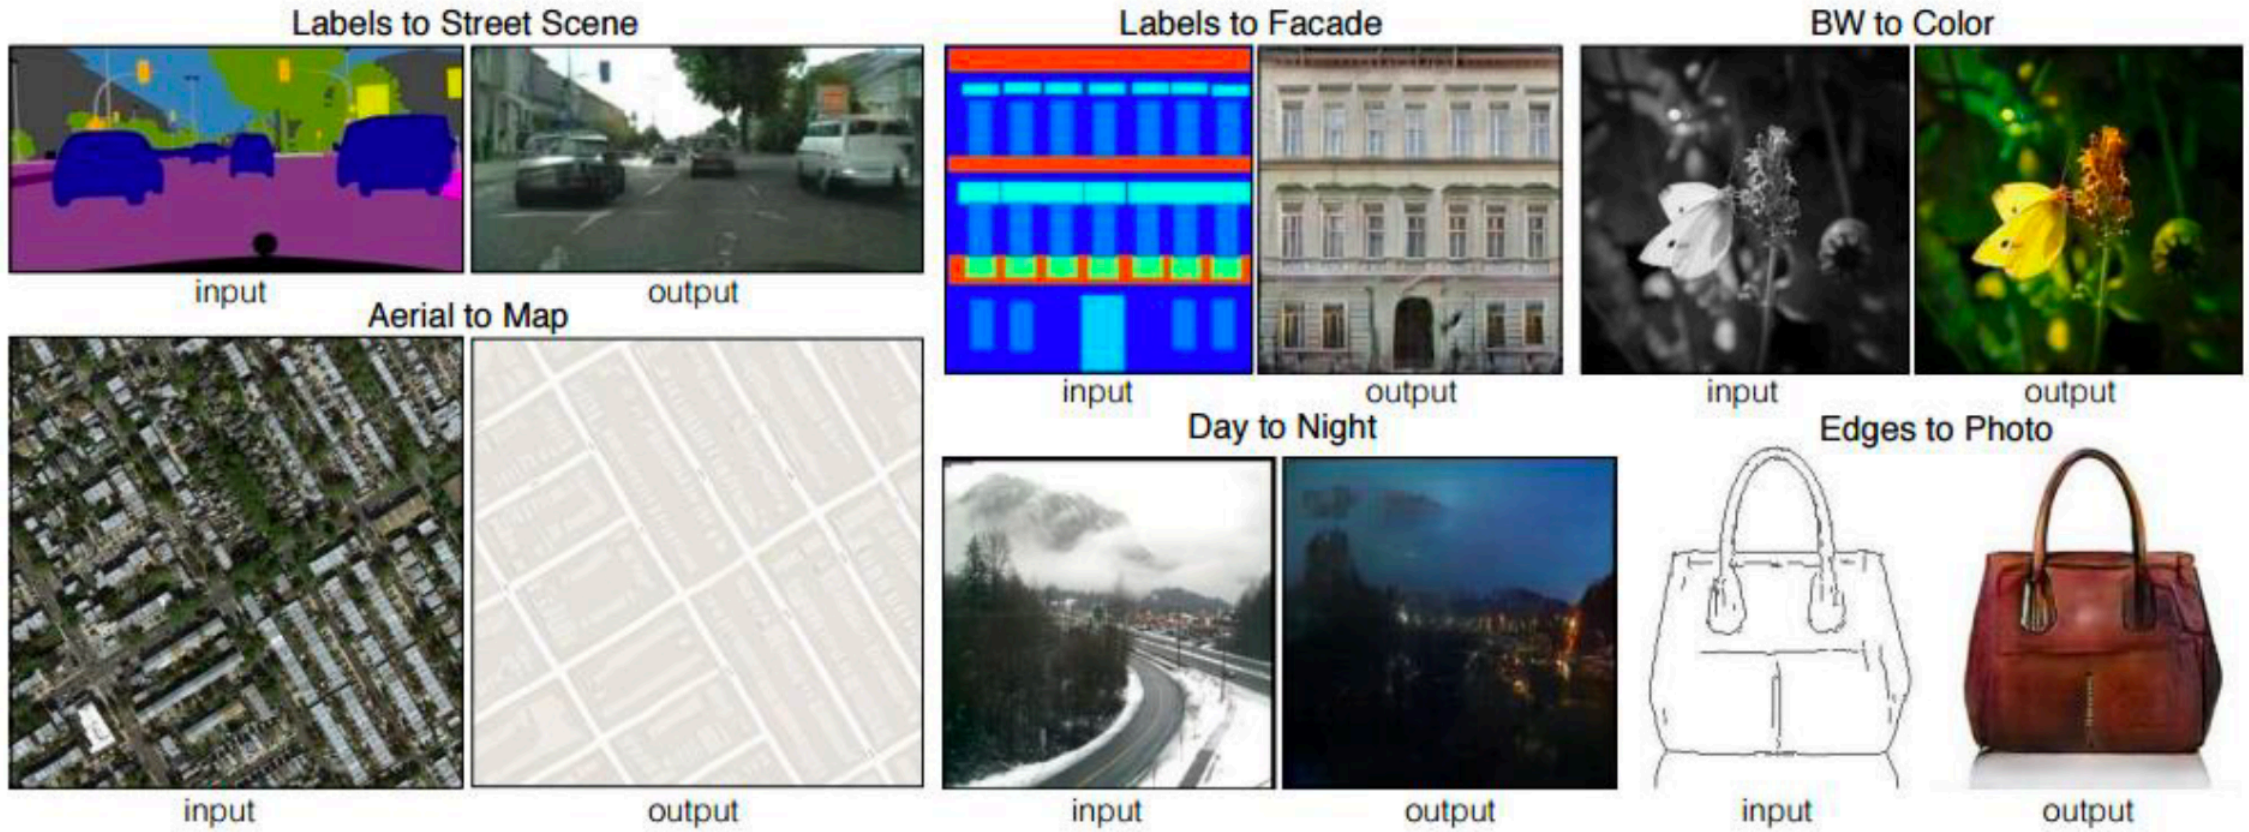 Labels to Street Scene
input
output
Aerial to Map
input
output
Labels to Facade
input
output
BW to Color
input
output
Day to Night
input
output
Edges to Photo
input
output